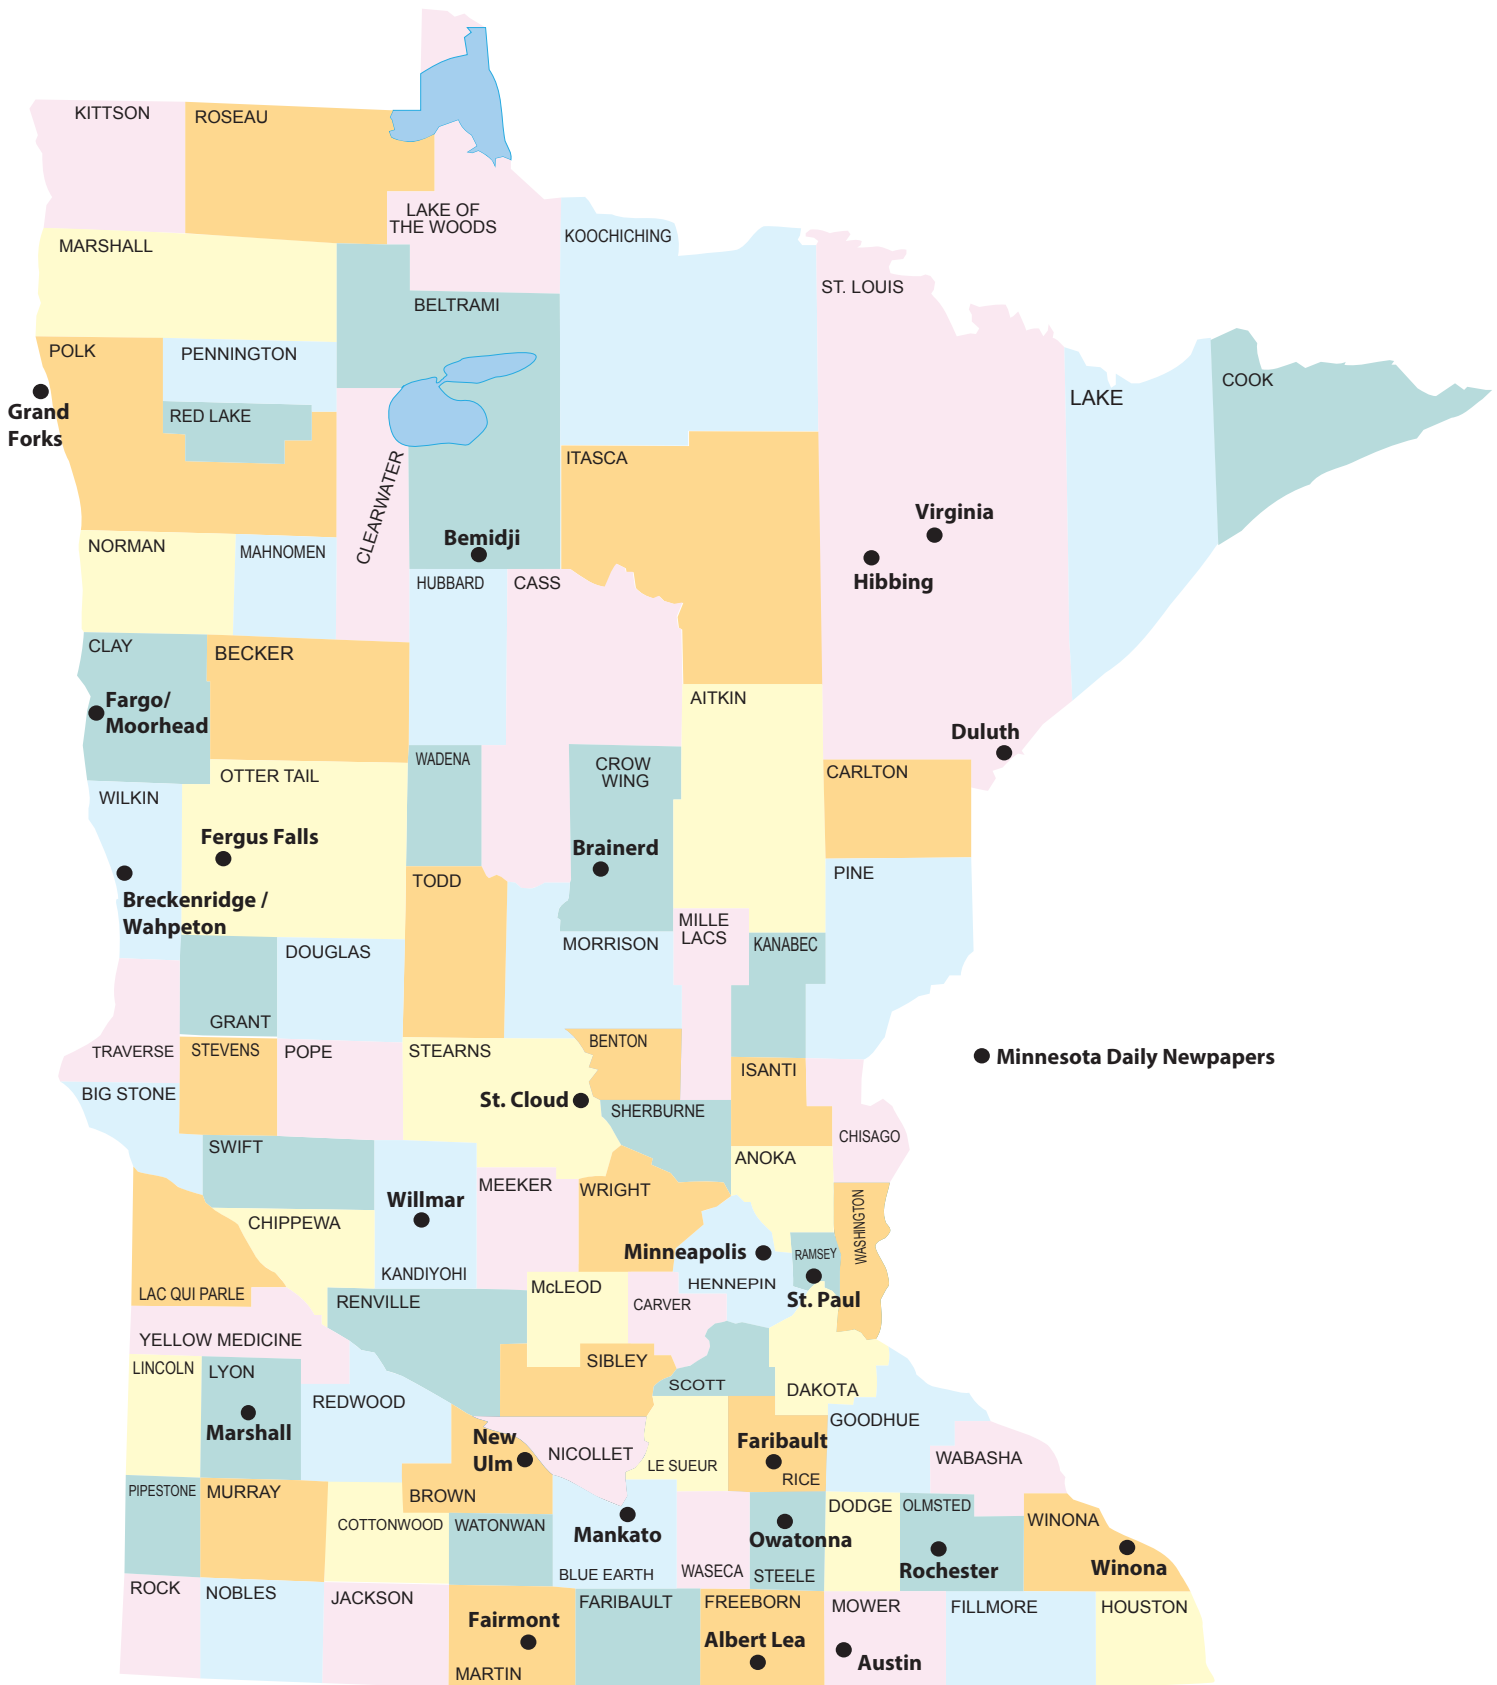 KITTSON
ROSEAU
LAKE OF
THE WOODS
KOOCHICHING
MARSHALL
ST. LOUIS
BELTRAMI
POLK
PENNINGTON
COOK
LAKE
Grand
Forks
RED LAKE
CLEARWATER
ITASCA
Virginia
Bemidji
Hibbing
NORMAN
MAHNOMEN
HUBBARD
CASS
CLAY
BECKER
Fargo/
Moorhead
AITKIN
Duluth
WADENA
CROW
WING
CARLTON
OTTER TAIL
WILKIN
Fergus Falls
Brainerd
TODD
PINE
Breckenridge /
Wahpeton
MILLE
LACS
MORRISON
KANABEC
DOUGLAS
GRANT
TRAVERSE
STEVENS
POPE
STEARNS
BENTON
Minnesota Daily Newpapers
ISANTI
BIG STONE
St. Cloud
SHERBURNE
CHISAGO
SWIFT
ANOKA
MEEKER
WRIGHT
Willmar
WASHINGTON
CHIPPEWA
Minneapolis
RAMSEY
KANDIYOHI
HENNEPIN
LAC QUI PARLE
RENVILLE
McLEOD
CARVER
St. Paul
YELLOW MEDICINE
LINCOLN
LYON
SIBLEY
SCOTT
DAKOTA
REDWOOD
Marshall
GOODHUE
New
Ulm
NICOLLET
Faribault
LE SUEUR
RICE
WABASHA
PIPESTONE
MURRAY
BROWN
DODGE
OLMSTED
COTTONWOOD
WATONWAN
Mankato
Owatonna
WINONA
Winona
BLUE EARTH
WASECA
STEELE
Rochester
ROCK
NOBLES
JACKSON
Fairmont
FARIBAULT
FREEBORN
MOWER
FILLMORE
HOUSTON
Albert Lea
Austin
MARTIN